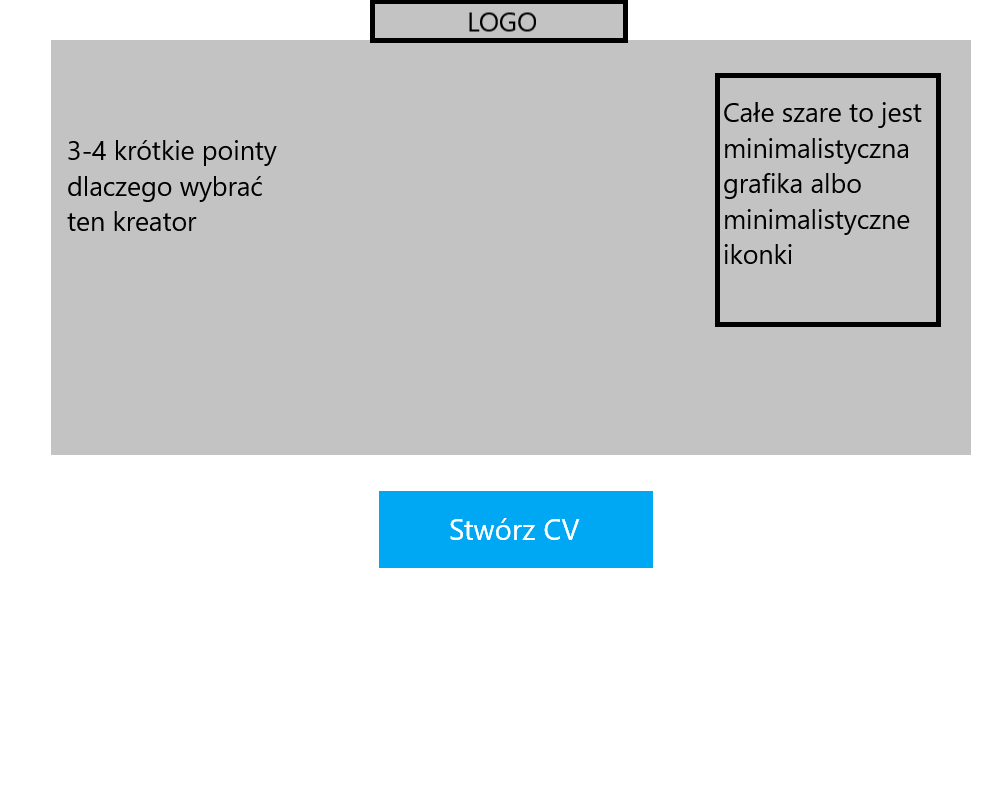 LOGO
3-4 krótkie pointy
dlaczego wybrać
ten kreator
Całe szare to jest
minimalistyczna
grafika albo
minimalistyczne
ikonki
Stwórz CV